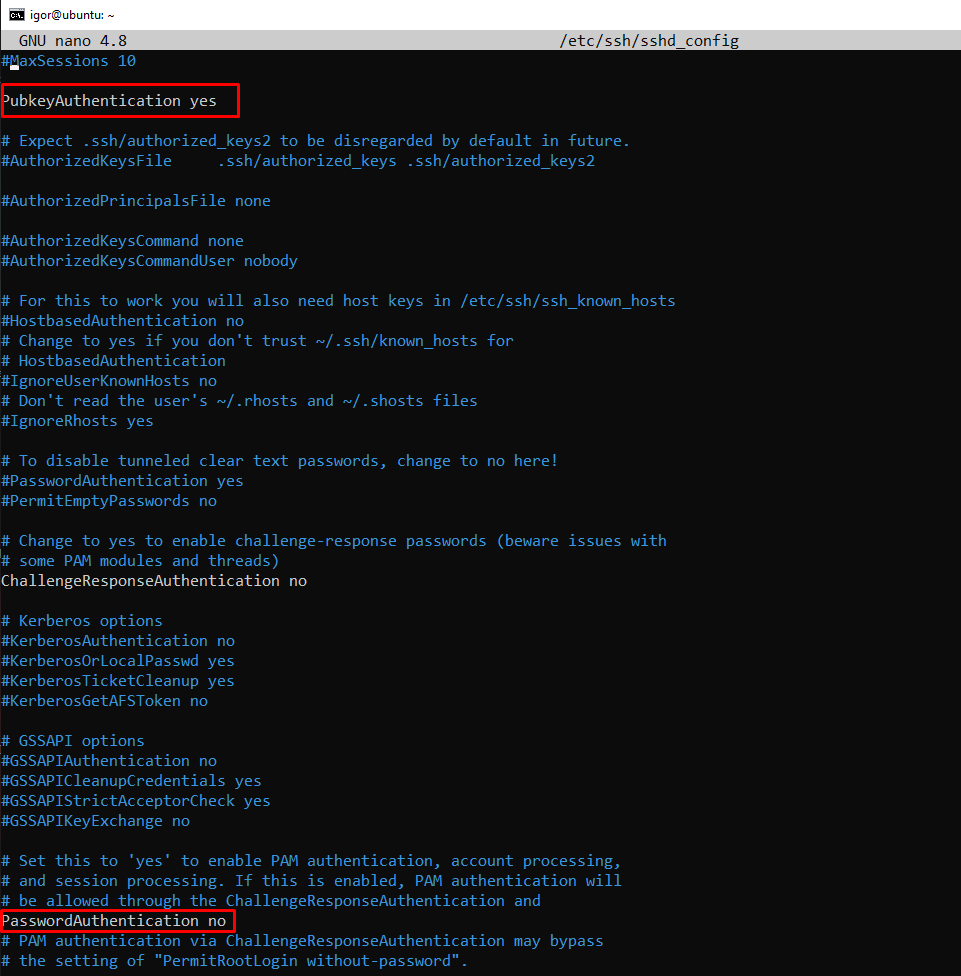 igor@ubuntu: ~
GNU nano 4.8 /etc/ssh/sshd_config
#MaxSessions 10
PubkeyAuthentication yes
# Expect .ssh/authorized_keys2 to be disregarded by default in future.
#AuthorizedKeysFile .ssh/authorized_keys .ssh/authorized_keys2
#AuthorizedPrincipalsFile none
#AuthorizedKeysCommand none
#AuthorizedKeysCommandUser nobody
# For this to work you will also need host keys in /etc/ssh/ssh_known_hosts
#HostbasedAuthentication no
# Change to yes if you don't trust ~/.ssh/known_hosts for
# HostbasedAuthentication
#IgnoreUserKnownHosts no
# Don't read the user's ~/.rhosts and ~/.shosts files
#IgnoreRhosts yes
# To disable tunneled clear text passwords, change to no here!
#PasswordAuthentication yes
#PermitEmptyPasswords no
# Change to yes to enable challenge-response passwords (beware issues with
# some PAM modules and threads)
ChallengeResponseAuthentication no
# Kerberos options
#KerberosAuthentication no
#KerberosOrLocalPasswd yes
#KerberosTicketCleanup yes
#KerberosGetAFSToken no
# GSSAPI options
#GSSAPIAuthentication no
#GSSAPICleanupCredentials yes
#GSSAPIStrictAcceptorCheck yes
#GSSAPIKeyExchange no
# Set this to 'yes' to enable PAM authentication, account processing,
# and session processing. If this is enabled, PAM authentication will
# be allowed through the ChallengeResponseAuthentication and
PasswordAuthentication no
# PAM authentication via ChallengeResponseAuthentication may bypass
# the setting of "PermitRootLogin without-password".